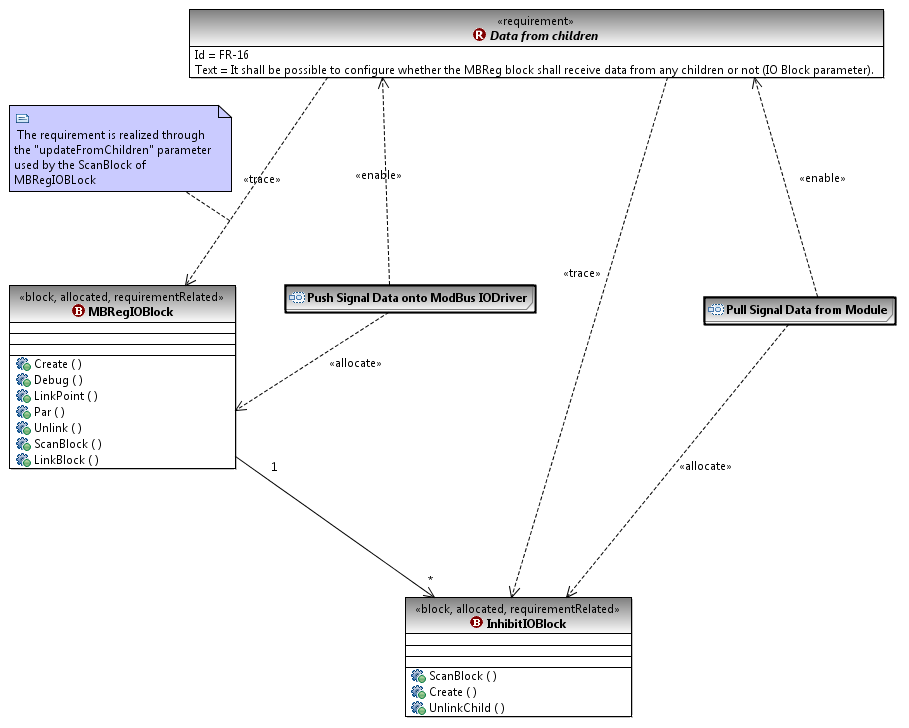 «requirement»
R Data from children
Id = FR-16
Text = It shall be possible to configure whether the MBReg block shall receive data from any children or not (IO Block parameter).
The requirement is realized through
the "updateFromChildren" parameter
used by the ScanBlock of
MBRegIOBLock
«trace»
«enable»
«enable»
«trace»
«block, allocated, requirementRelated»
B MBRegIOBlock
Create ( )
Debug ( )
LinkPoint ( )
Par ( )
Unlink ( )
ScanBlock ( )
LinkBlock ( )
Push Signal Data onto ModBus IODriver
Pull Signal Data from Module
«allocate»
«allocate»
1
*
«block, allocated, requirementRelated»
B InhibitIOBlock
ScanBlock ( )
Create ( )
UnlinkChild ( )